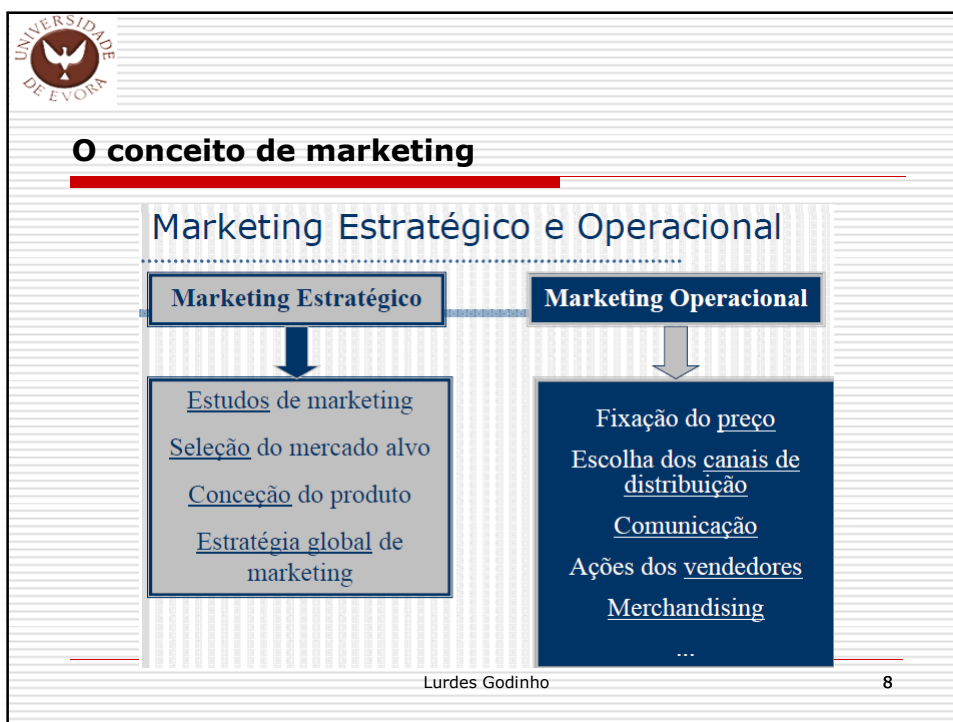 UNIVERSIDADE
DE EVORA
O conceito de marketing
Marketing Estratégico e Operacional
Marketing Estratégico
Estudos de marketing
Seleção do mercado alvo
Conceção do produto
Estratégia global de
marketing
Marketing Operacional
Fixação do preço
Escolha dos canais de
distribuição
Comunicação
Ações dos vendedores
Merchandising
...
Lurdes Godinho
8